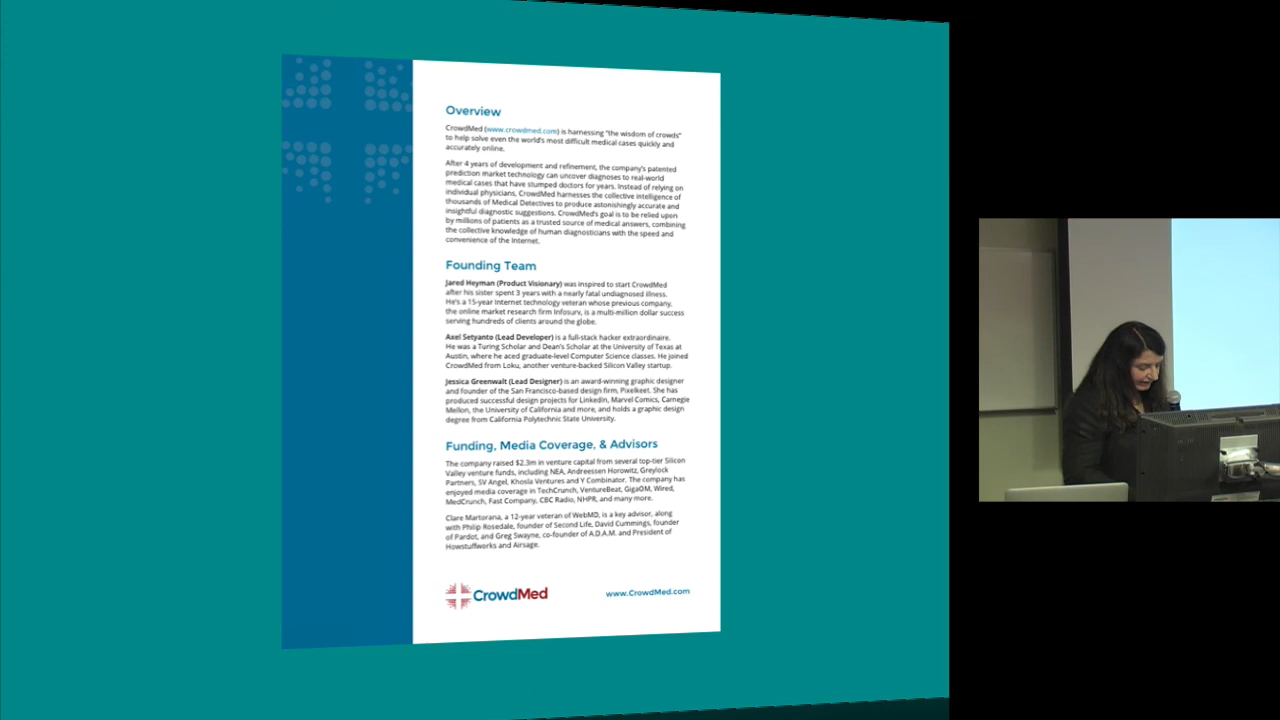 Overview
CrowdMed (www.crowdmed.com) is harnessing "the wisdom of crowds"
to help solve even the world's most difficult medical cases quickly and
accurately online.
After 4 years of development and refinement, the company's patented
prediction market technology can uncover diagnoses to real-world
medical cases that have stumped doctors for years. Instead of relying on
individual physicians, CrowdMed harnesses the collective intelligence of
thousands of Medical Detectives to produce astonishingly accurate and
insightful diagnostic suggestions. CrowdMed's goal is to be relied upon
by millions of patients as a trusted source of medical answers, combining
the collective knowledge of human diagnosticians with the speed and
convenience of the Internet.
Founding Team
Jared Heyman (Product Visionary) was inspired to start CrowdMed
after his sister spent 3 years with a nearly fatal undiagnosed illness.
He's a 15-year Internet technology veteran whose previous company,
the online market research firm Infosurv, is a multi-million dollar success
serving hundreds of clients around the globe.
Axel Setyanto (Lead Developer) is a full-stack hacker extraordinaire.
He was a Turing Scholar and Dean's Scholar at the University of Texas at
Austin, where he aced graduate-level Computer Science classes. He joined
CrowdMed from Loku, another venture-backed Silicon Valley startup.
Jessica Greenwalt (Lead Designer) is an award-winning graphic designer
and founder of the San Francisco-based design firm, Pixelkeet. She has
produced successful design projects for LinkedIn, Marvel Comics, Carnegie
Mellon, the University of California and more, and holds a graphic design
degree from California Polytechnic State University.
Funding, Media Coverage, & Advisors
The company raised $2.3m in venture capital from several top-tier Silicon
Valley venture funds, including NEA, Andreessen Horowitz, Greylock
Partners, SV Angel, Khosla Ventures and Y Combinator. The company has
enjoyed media coverage in TechCrunch, VentureBeat, GigaOM, Wired,
MedCrunch, Fast Company, CBC Radio, NHPR, and many more.
Clare Martorana, a 12-year veteran of WebMD, is a key advisor, along
with Philip Rosedale, founder of Second Life, David Cummings, founder
of Pardot, and Greg Swayne, co-founder of A.D.A.M. and President of
Howstuffworks and Airsage.
CrowdMed
www.CrowdMed.com